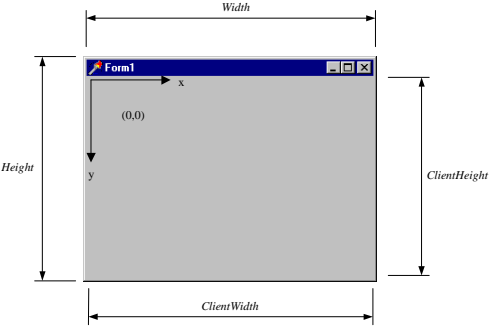 Width
Form1
x
(0,0)
Height
y
ClientHeight
ClientWidth